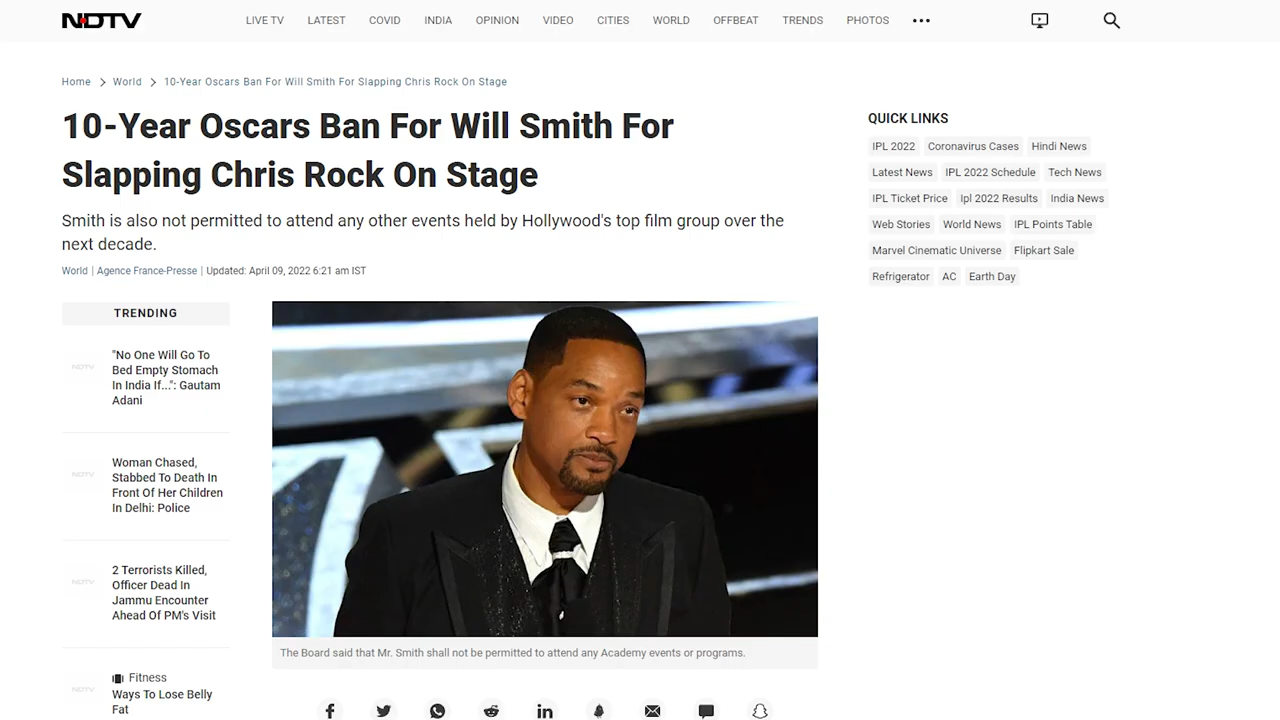 NDTV
LIVE TV LATEST COVID INDIA OPINION VIDEO CITIES WORLD OFFBEAT TRENDS PHOTOS
Home World 10-Year Oscars Ban For Will Smith For Slapping Chris Rock On Stage
10-Year Oscars Ban For Will Smith For
Slapping Chris Rock On Stage
Smith is also not permitted to attend any other events held by Hollywood's top film group over the
next decade.
World | Agence France-Presse | Updated: April 09, 2022 6:21 am IST
TRENDING
NDTV
"No One Will Go To
Bed Empty Stomach
In India If...": Gautam
Adani
NDTV
Woman Chased,
Stabbed To Death In
Front Of Her Children
In Delhi: Police
NDTV
2 Terrorists Killed,
Officer Dead In
Jammu Encounter
Ahead Of PM's Visit
NDTV
Fitness
Ways To Lose Belly
Fat
The Board said that Mr. Smith shall not be permitted to attend any Academy events or programs.
QUICK LINKS
IPL 2022 Coronavirus Cases Hindi News
Latest News IPL 2022 Schedule Tech News
IPL Ticket Price Ipl 2022 Results India News
Web Stories World News IPL Points Table
Marvel Cinematic Universe Flipkart Sale
Refrigerator AC Earth Day